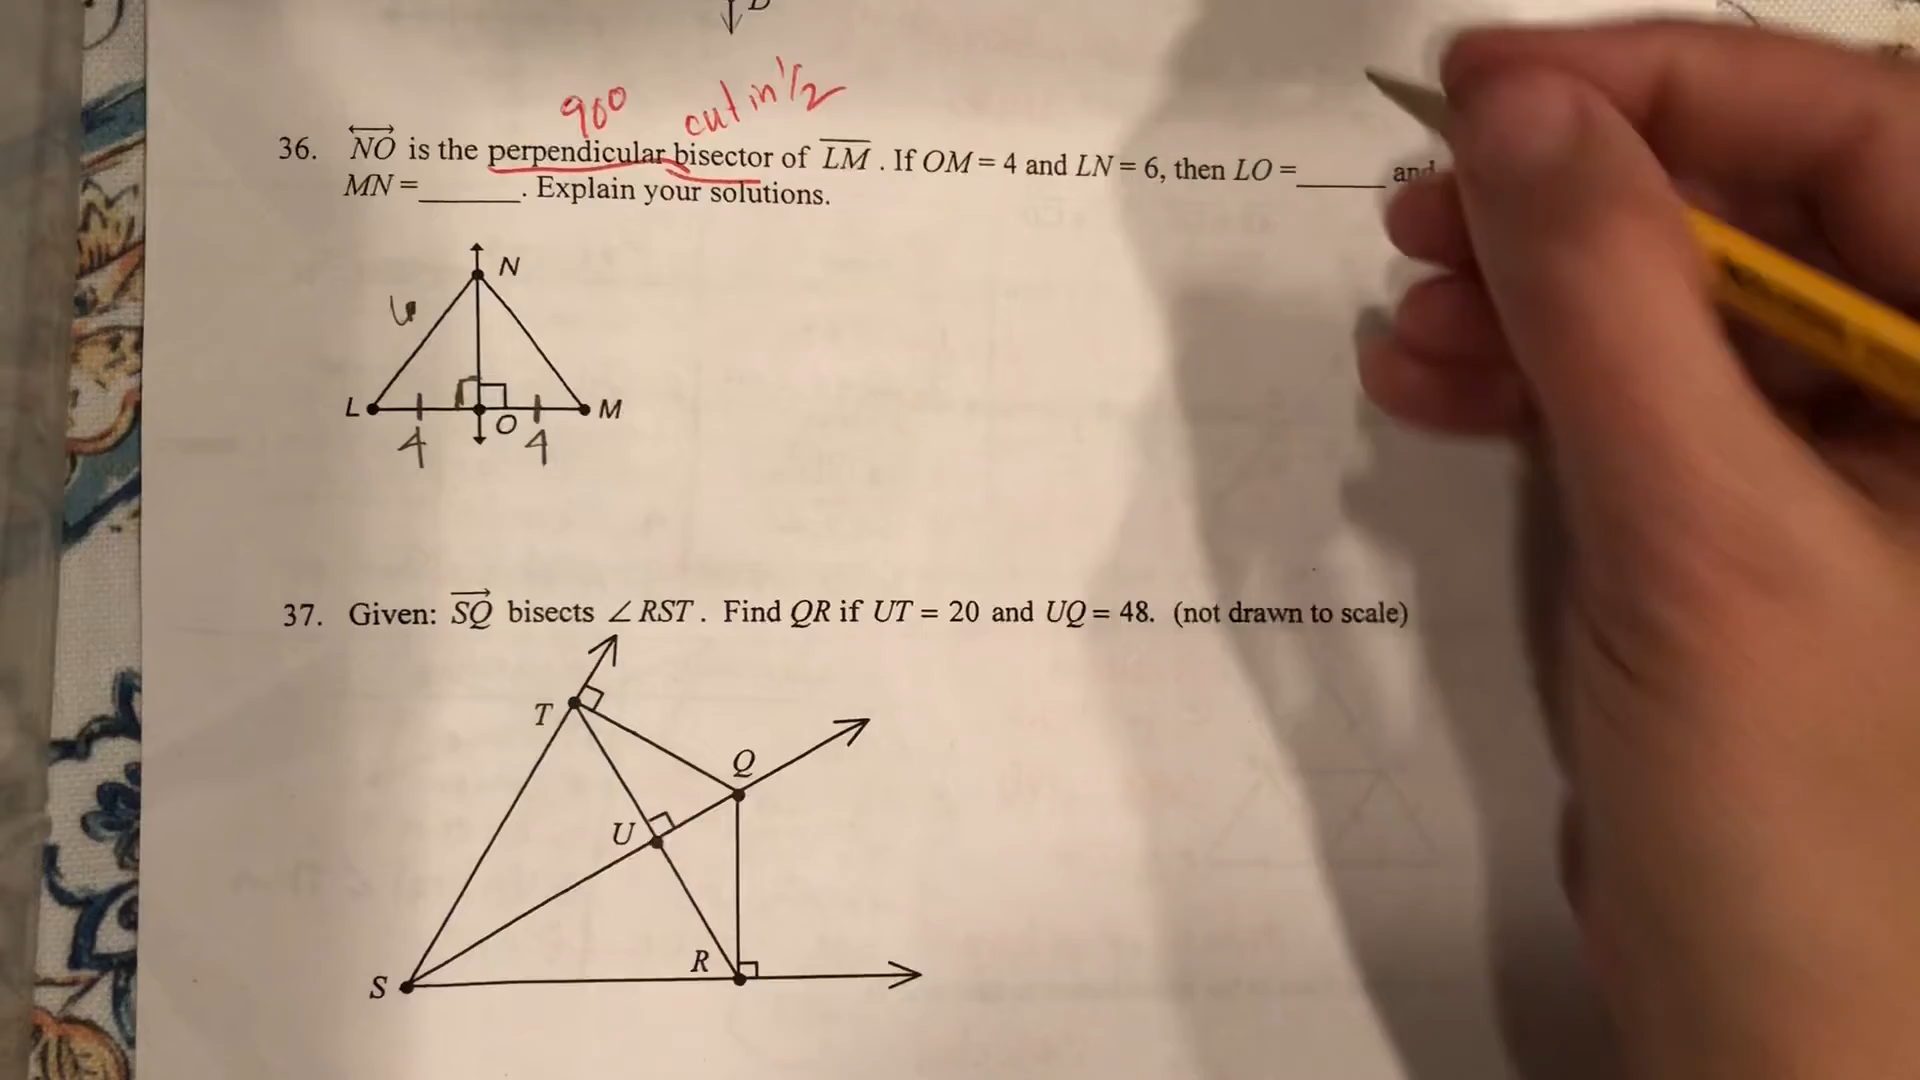 90° cut in 1/2
36. NO is the perpendicular bisector of LM. If OM = 4 and LN = 6, then LO = ______ and
MN = ______. Explain your solutions.
N
6
L O M
4 4
37. Given: SQ bisects ∠RST. Find QR if UT = 20 and UQ = 48. (not drawn to scale)
T
Q
U
R
S